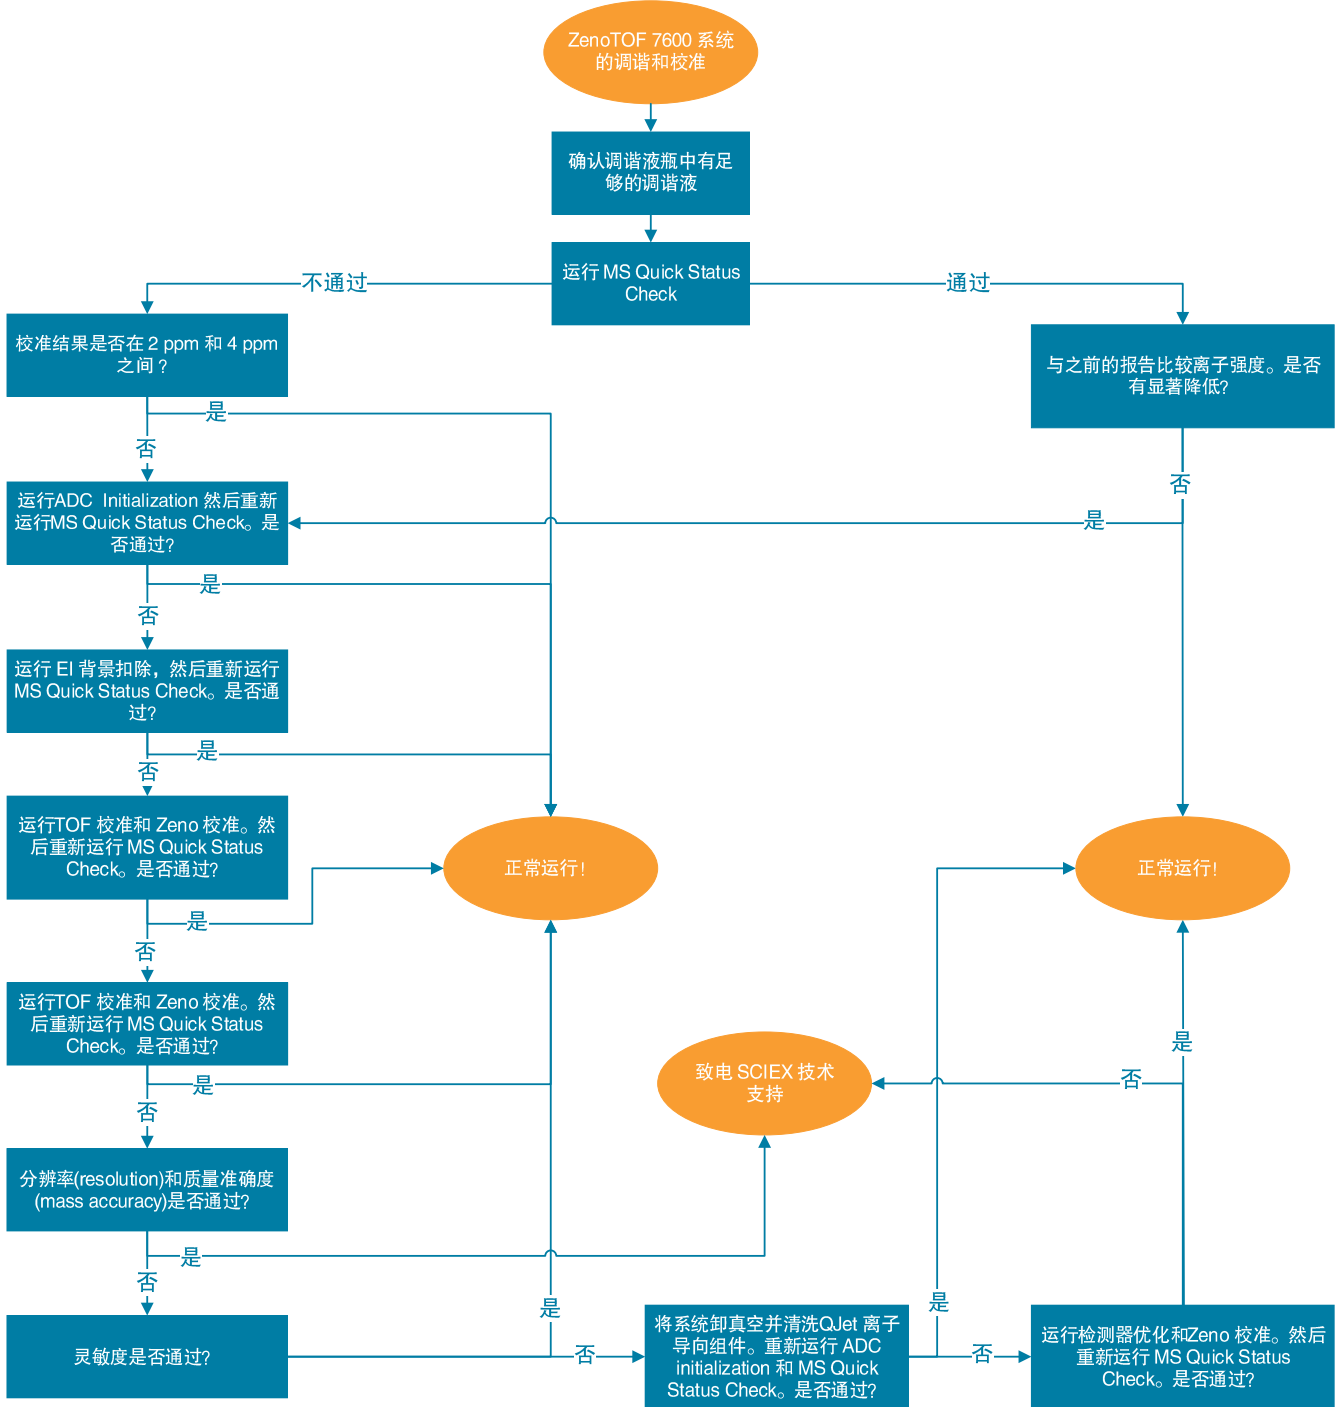 ZenoTOF 7600 系统
的调谐和校准
确认调谐液瓶中有足
够的调谐液
运行 MS Quick Status
Check
不通过
通过
校准结果是否在 2 ppm 和 4 ppm
之间 ?
与之前的报告比较离子强度。是否
有显著降低?
是
否
否
运行ADC  Initialization 然后重新
运行MS Quick Status Check。是
否通过?
是
是
否
运行 EI 背景扣除，然后重新运行
MS Quick Status Check。是否通
过?
是
否
运行TOF 校准和 Zeno 校准。然
后重新运行 MS Quick Status
Check。是否通过?
正常运行!
正常运行!
是
否
运行TOF 校准和 Zeno 校准。然
后重新运行 MS Quick Status
Check。是否通过?
是
致电 SCIEX 技术
支持
否
是
否
分辨率(resolution)和质量准确度
(mass accuracy)是否通过?
是
否
灵敏度是否通过?
是
否
将系统卸真空并清洗QJet 离子
导向组件。重新运行 ADC
initialization 和 MS Quick
Status Check。是否通过?
是
否
运行检测器优化和Zeno 校准。然后
重新运行 MS Quick Status
Check。是否通过?